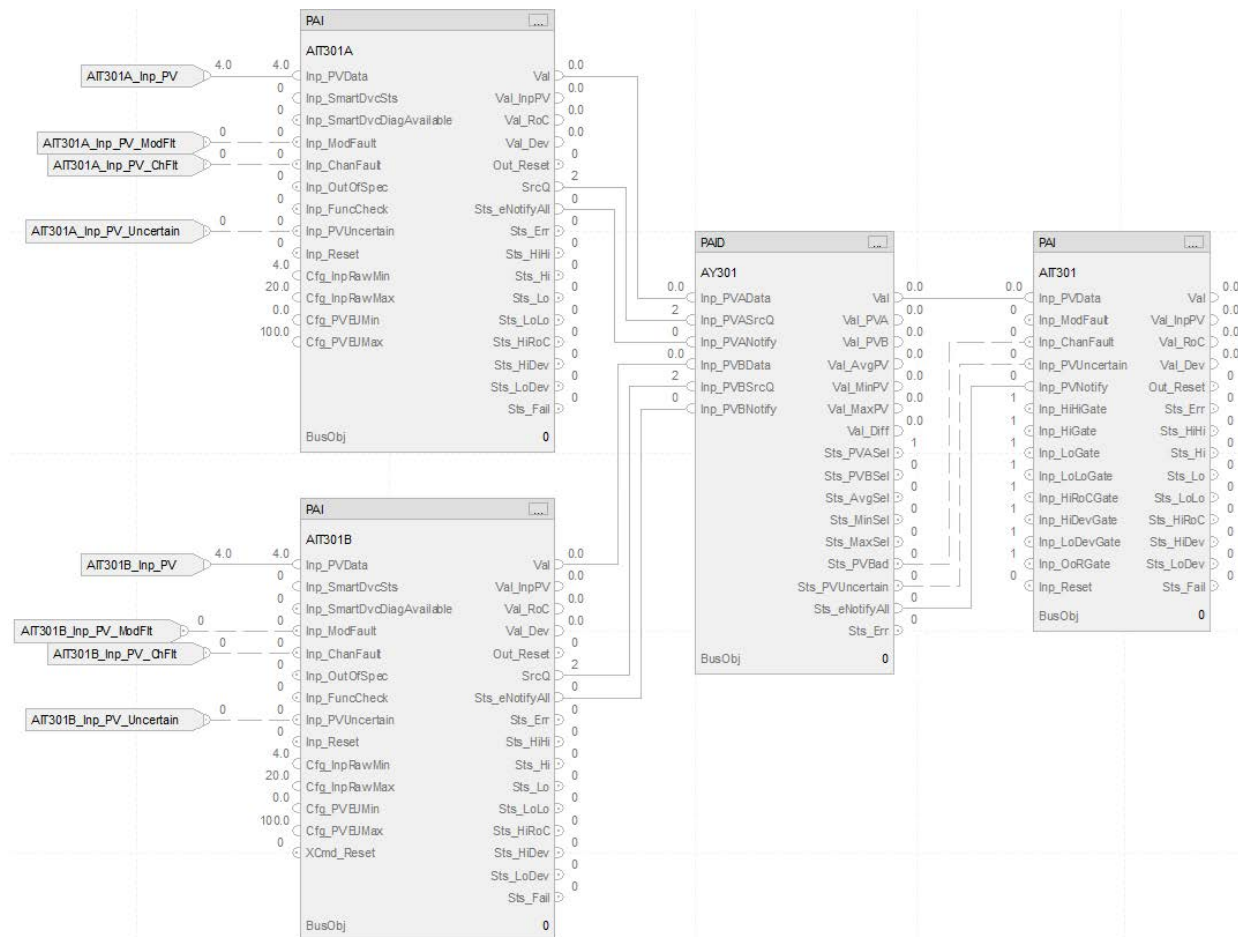 PAI ...
AIT301A
AIT301A_Inp_PV 4.0 4.0 Inp_PVData Val 0.0
0 Inp_SmartDvcSts Val_InpPV 0.0
0 Inp_SmartDvcDiagAvailable Val_RoC 0.0
AIT301A_Inp_PV_ModFlt 0 0 Inp_ModFault Val_Dev 0.0
AIT301A_Inp_PV_ChFlt 0 0 Inp_ChanFault Out_Reset 0
0 Inp_OutOfSpec SrcQ 2
0 Inp_FuncCheck Sts_eNotifyAll 0
AIT301A_Inp_PV_Uncertain 0 0 Inp_PVUncertain Sts_Err 0
0 Inp_Reset Sts_HiHi 0
4.0 Cfg_InpRawMin Sts_Hi 0
20.0 Cfg_InpRawMax Sts_Lo 0
0.0 Cfg_PVEUMin Sts_LoLo 0
100.0 Cfg_PVEUMax Sts_HiRoC 0
Sts_HiDev 0
Sts_LoDev 0
Sts_Fail 0
BusObj 0
PAI ...
AIT301B
AIT301B_Inp_PV 4.0 4.0 Inp_PVData Val 0.0
0 Inp_SmartDvcSts Val_InpPV 0.0
0 Inp_SmartDvcDiagAvailable Val_RoC 0.0
AIT301B_Inp_PV_ModFlt 0 0 Inp_ModFault Val_Dev 0.0
AIT301B_Inp_PV_ChFlt 0 0 Inp_ChanFault Out_Reset 0
0 Inp_OutOfSpec SrcQ 2
0 Inp_FuncCheck Sts_eNotifyAll 0
AIT301B_Inp_PV_Uncertain 0 0 Inp_PVUncertain Sts_Err 0
0 Inp_Reset Sts_HiHi 0
4.0 Cfg_InpRawMin Sts_Hi 0
20.0 Cfg_InpRawMax Sts_Lo 0
0.0 Cfg_PVEUMin Sts_LoLo 0
100.0 Cfg_PVEUMax Sts_HiRoC 0
0 XCmd_Reset Sts_HiDev 0
Sts_LoDev 0
Sts_Fail 0
BusObj 0
PAID ...
AY301
0.0 Inp_PVAData Val 0.0
2 Inp_PVASrcQ Val_PVA 0.0
0 Inp_PVANotify Val_PVB 0.0
0.0 Inp_PVBData Val_AvgPV 0.0
2 Inp_PVBSrcQ Val_MinPV 0.0
0 Inp_PVBNotify Val_MaxPV 0.0
Val_Diff 0.0
Sts_PVASel 1
Sts_PVBSel 0
Sts_AvgSel 0
Sts_MinSel 0
Sts_MaxSel 0
Sts_PVBad 0
Sts_PVUncertain 0
Sts_eNotifyAll 0
Sts_Err 0
BusObj 0
PAI ...
AIT301
0.0 Inp_PVData Val 0.0
0 Inp_ModFault Val_InpPV 0.0
0 Inp_ChanFault Val_RoC 0.0
0 Inp_PVUncertain Val_Dev 0.0
0 Inp_PVNotify Out_Reset 0
1 Inp_HiHiGate Sts_Err 0
1 Inp_HiGate Sts_HiHi 0
1 Inp_LoGate Sts_Hi 0
1 Inp_LoLoGate Sts_Lo 0
1 Inp_HiRoCGate Sts_LoLo 0
1 Inp_HiDevGate Sts_HiRoC 0
1 Inp_LoDevGate Sts_HiDev 0
1 Inp_OoRGate Sts_LoDev 0
0 Inp_Reset Sts_Fail 0
BusObj 0